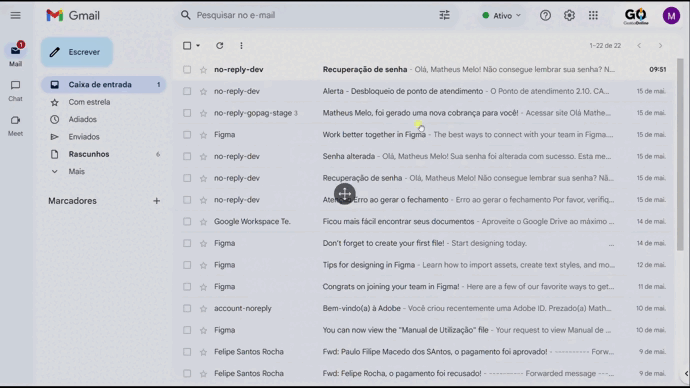 Gmail
Pesquisar no e-mail
Ativo
GO
M
1
Mail
Chat
Meet
Escrever
Caixa de entrada 1
Com estrela
Adiados
Enviados
Rascunhos 6
Mais
Marcadores
1–22 de 22
no-reply-dev Recuperação de senha - Olá, Matheus Melo! Não consegue lembrar sua senha? N... 09:51
no-reply-dev Alerta - Desbloqueio de ponto de atendimento - O Ponto de atendimento 2.10. CA... 15 de mai.
no-reply-gopag-stage 3 Matheus Melo, foi gerado uma nova cobrança para você! - Acessar site Olá Mathe... 15 de mai.
Figma Work better together in Figma - The best ways to connect with your team in Figma.... 15 de mai.
no-reply-dev Senha alterada - Olá, Matheus Melo! Sua senha foi alterada com sucesso. Esta me... 15 de mai.
no-reply-dev Recuperação de senha - Olá, Matheus Melo! Não consegue lembrar sua senha? Nã... 15 de mai.
no-reply-dev Erro ao gerar o fechamento - Erro ao gerar o fechamento Por favor, verifiq... 15 de mai.
Google Workspace Te. Ficou mais fácil encontrar seus documentos - Aproveite o Google Drive ao máximo ... 14 de mai.
Figma Don't forget to create your first file! - Start designing today. ... 14 de mai.
Figma Tips for designing in Figma - Learn how to import assets, create text styles, and mo... 12 de mai.
Figma Congrats on joining your team in Figma! - Here are a few of our favorite ways to get... 11 de mai.
account-noreply Bem-vindo(a) à Adobe - Você criou recentemente uma Adobe ID. Prezado(a) Math... 10 de mai.
Figma You can now view the "Manual de Utilização" file - Your request to view Manual de ... 10 de mai.
Felipe Santos Rocha Fwd: Paulo Filipe Macedo dos SAntos, o pagamento foi aprovado! - ---------- Forw... 9 de mai.
Felipe Santos Rocha Fwd: Felipe Rocha, o pagamento foi recusado! - ---------- Forwarded message ---... 9 de mai.